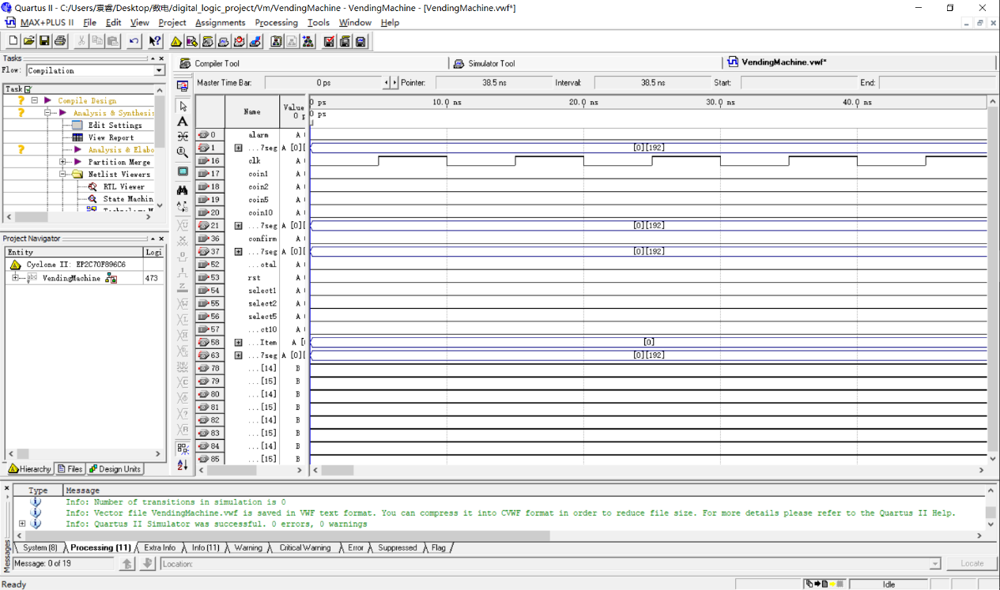 Quartus II - C:/Users/袁睿/Desktop/数电/digital_logic_project/Vm/VendingMachine - VendingMachine - [VendingMachine.vwf*]
MAX+PLUS II File Edit View Project Assignments Processing Tools Window Help
Tasks
Flow: Compilation
Task
Compile Design
Analysis & Synthesis
Edit Settings
View Report
Analysis & Elabo
Partition Merge
Netlist Viewers
RTL Viewer
State Machin
Project Navigator
Entity Logi
Cyclone II: EP2C70F896C6
VendingMachine 473
Hierarchy Files Design Units
Compiler Tool Simulator Tool VendingMachine.vwf*
Master Time Bar: 0 ps Pointer: 38.5 ns Interval: 38.5 ns Start: End:
Name Value 0 p
0 ps 10.0 ns 20.0 ns 30.0 ns 40.0 ns
0 ps
0 alarm A
1 ...7seg A [0][ [0][192]
16 clk A
17 coin1 A
18 coin2 A
19 coin5 A
20 coin10 A
21 ...7seg A [0][ [0][192]
36 confirm A
37 ...7seg A [0][ [0][192]
52 ...otal A
53 rst A
54 select1 A
55 select2 A
56 select5 A
57 ...ct10 A
58 ...Item A [ [0]
63 ...7seg A [0][ [0][192]
78 ...[14] B
79 ...[15] B
80 ...[14] B
81 ...[15] B
82 ...[14] B
83 ...[15] B
84 ...[14] B
85 ...[15] B
Type Message
Info: Number of transitions in simulation is 0
Info: Vector file VendingMachine.vwf is saved in VWF text format. You can compress it into CVWF format in order to reduce file size. For more details please refer to the Quartus II Help.
Info: Quartus II Simulator was successful. 0 errors, 0 warnings
System (8) Processing (11) Extra Info Info (11) Warning Critical Warning Error Suppressed Flag
Messages
Message: 0 of 19 Location: Locate
Ready Idle